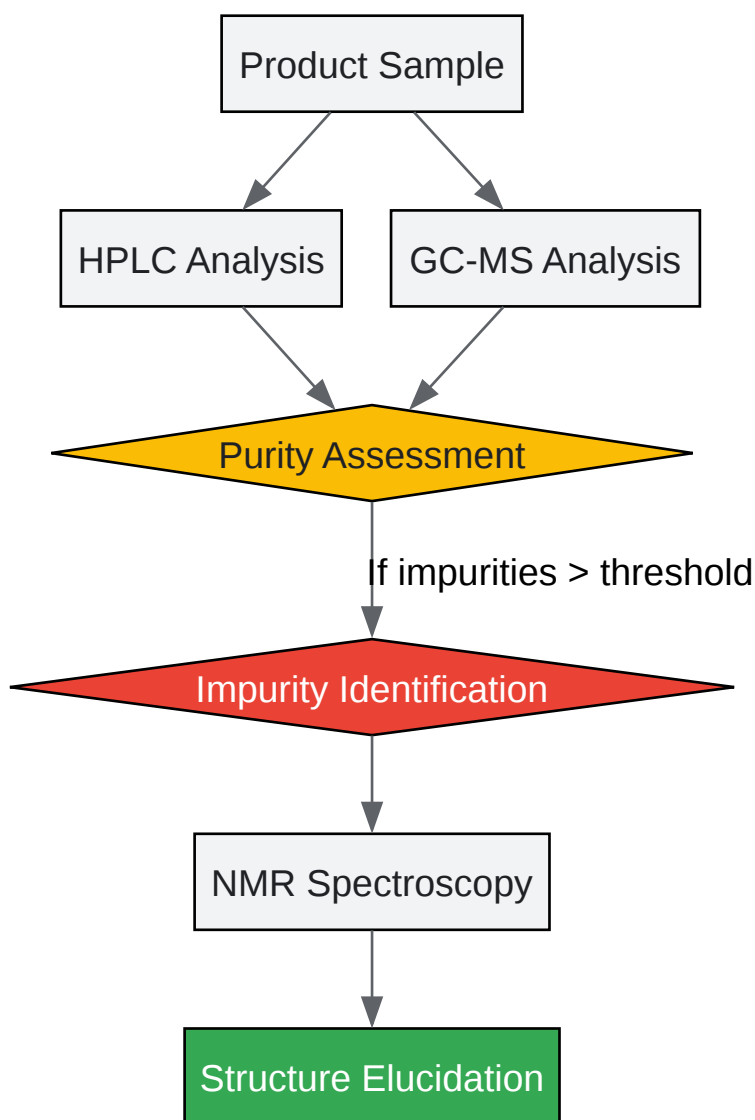 Product Sample
HPLC Analysis
GC-MS Analysis
Purity Assessment
If impurities > threshold
Impurity Identification
NMR Spectroscopy
Structure Elucidation